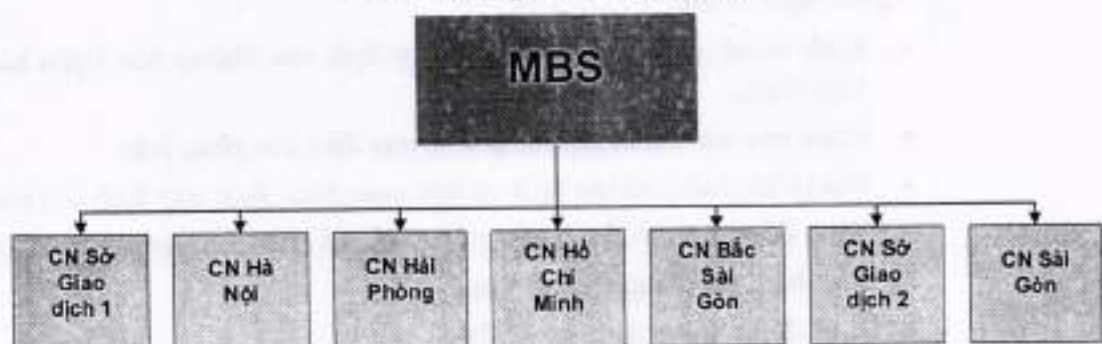 MBS
CN Sở
Giao
dịch 1
CN Hà
Nội
CN Hải
Phòng
CN Hồ
Chí
Minh
CN Bắc
Sài
Gòn
CN Sở
Giao
dịch 2
CN Sài
Gòn